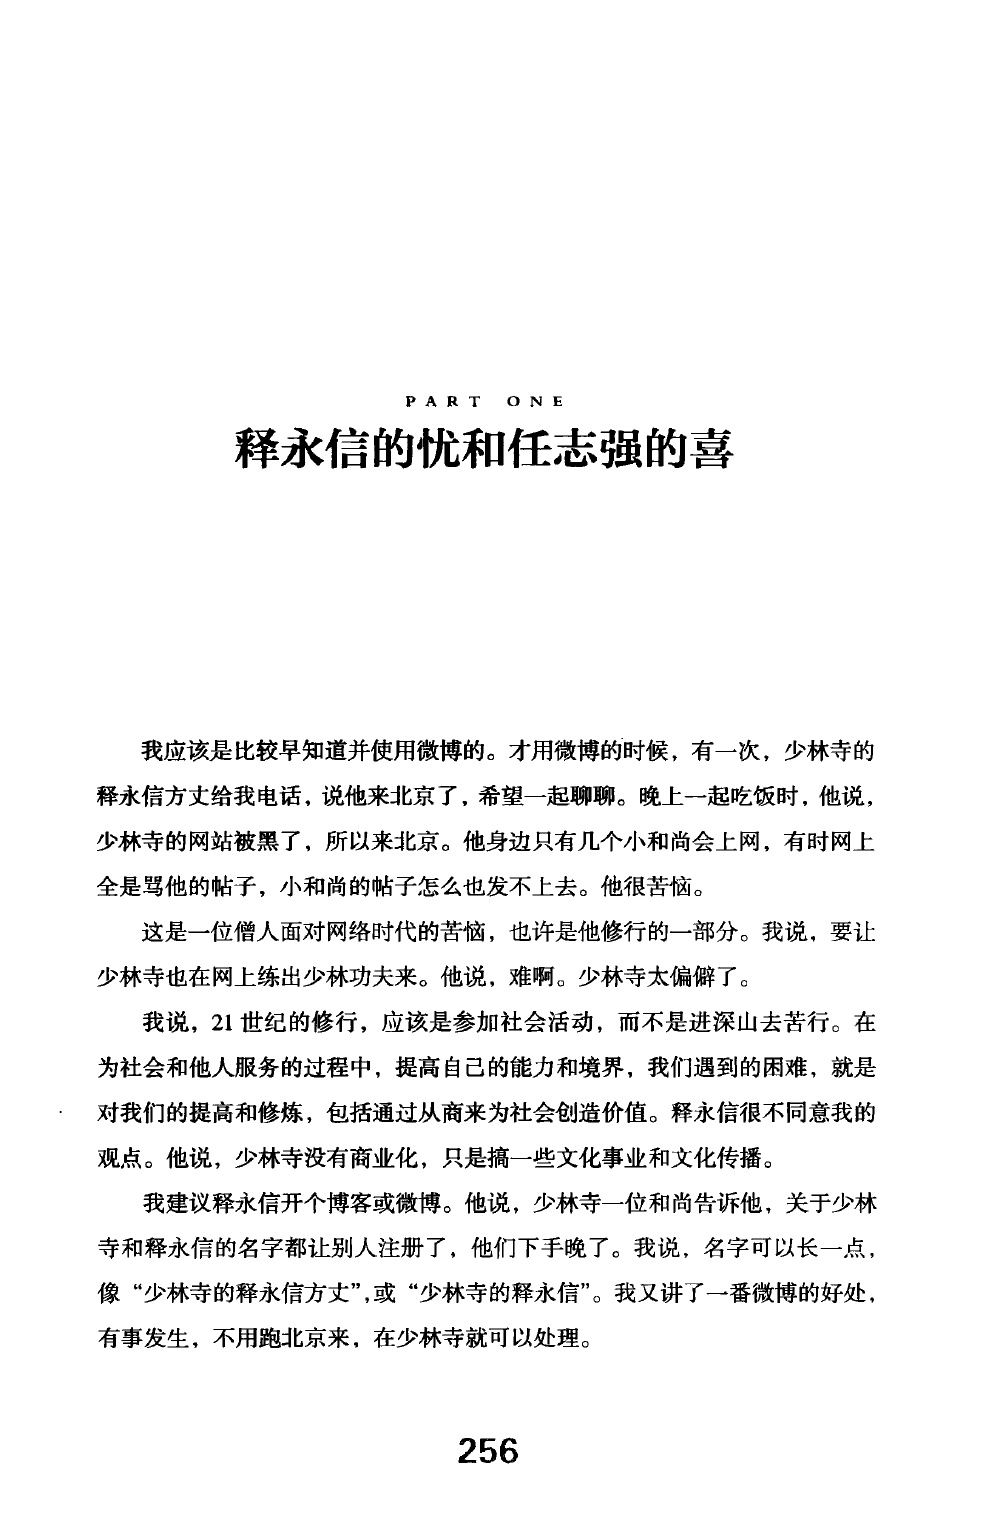 PART ONE
释永信的忧和任志强的喜
我应该是比较早知道并使用微博的。才用微博的时候，有一次，少林寺的
释永信方丈给我电话，说他来北京了，希望一起聊聊。晚上一起吃饭时，他说，
少林寺的网站被黑了，所以来北京。他身边只有几个小和尚会上网，有时网上
全是骂他的帖子，小和尚的帖子怎么也发不上去。他很苦恼。
这是一位僧人面对网络时代的苦恼，也许是他修行的一部分。我说，要让
少林寺也在网上练出少林功夫来。他说，难啊。少林寺太偏僻了。
我说，21世纪的修行，应该是参加社会活动，而不是进深山去苦行。在
为社会和他人服务的过程中，提高自己的能力和境界，我们遇到的困难，就是
对我们的提高和修炼，包括通过从商来为社会创造价值。释永信很不同意我的
观点。他说，少林寺没有商业化，只是搞一些文化事业和文化传播。
我建议释永信开个博客或微博。他说，少林寺一位和尚告诉他，关于少林
寺和释永信的名字都让别人注册了，他们下手晚了。我说，名字可以长一点，
像“少林寺的释永信方丈”,或“少林寺的释永信”。我又讲了一番微博的好处，
有事发生，不用跑北京来，在少林寺就可以处理。
256